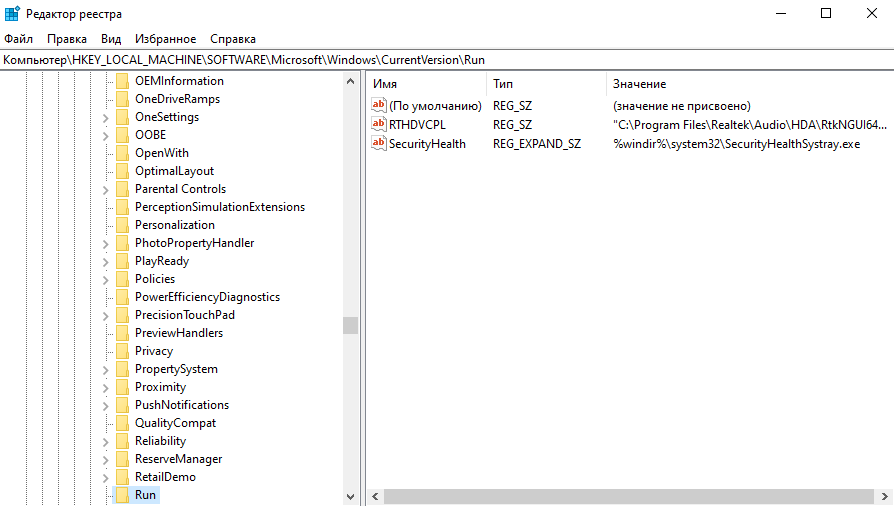 Редактор реестра
Файл Правка Вид Избранное Справка
Компьютер\HKEY_LOCAL_MACHINE\SOFTWARE\Microsoft\Windows\CurrentVersion\Run
OEMInformation
OneDriveRamps
OneSettings
OOBE
OpenWith
OptimalLayout
Parental Controls
PerceptionSimulationExtensions
Personalization
PhotoPropertyHandler
PlayReady
Policies
PowerEfficiencyDiagnostics
PrecisionTouchPad
PreviewHandlers
Privacy
PropertySystem
Proximity
PushNotifications
QualityCompat
Reliability
ReserveManager
RetailDemo
Run
Имя Тип Значение
ab (По умолчанию) REG_SZ (значение не присвоено)
ab RTHDVCPL REG_SZ "C:\Program Files\Realtek\Audio\HDA\RtkNGUI64...
ab SecurityHealth REG_EXPAND_SZ %windir%\system32\SecurityHealthSystray.exe